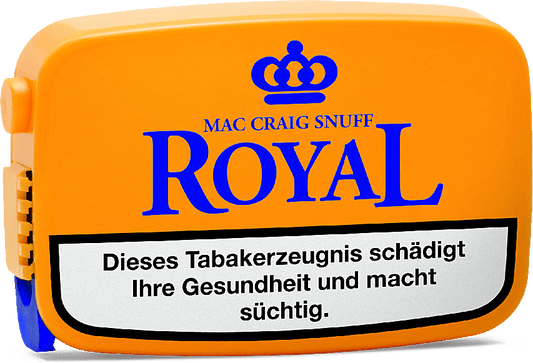 MAC CRAIG SNUFF
ROYAL
Dieses Tabakerzeugnis schädigt
Ihre Gesundheit und macht
süchtig.